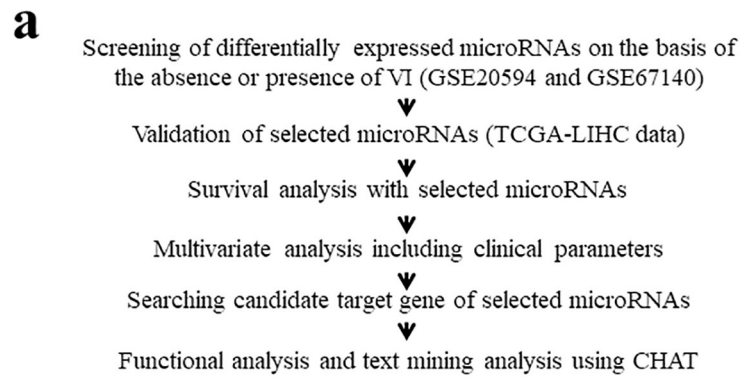 a
Screening of differentially expressed microRNAs on the basis of
the absence or presence of VI (GSE20594 and GSE67140)
Validation of selected microRNAs (TCGA-LIHC data)
Survival analysis with selected microRNAs
Multivariate analysis including clinical parameters
Searching candidate target gene of selected microRNAs
Functional analysis and text mining analysis using CHAT